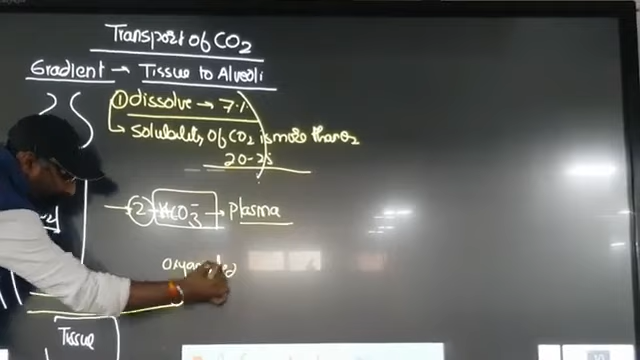 Transport of CO2
Gradient → Tissue to Alveoli
① dissolve → 7%
↳ solubility of CO2 is more than O2
20-25
→ ② HCO3⁻ → Plasma
Tissue